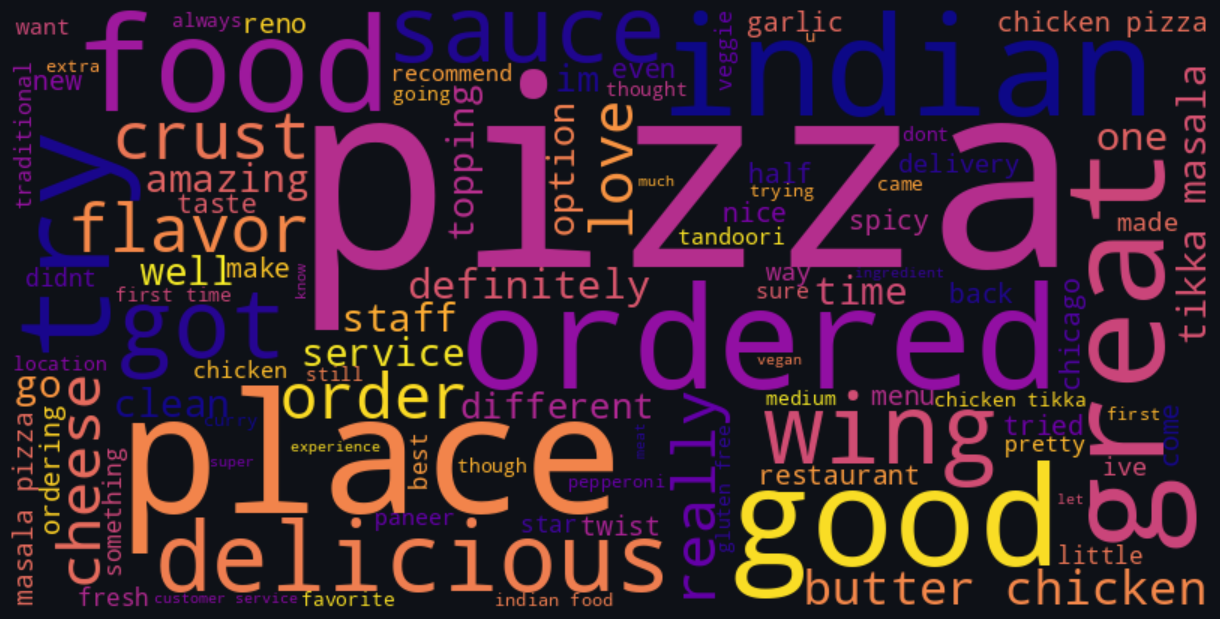 want
always
reno
sauce
garlic
u
chicken pizza
food
indian
veggie
extra
new
recommend
going
im
even
thought
traditional
try
crust
pizza
topping
option
love
dont
delivery
one
tikka masala
amazing
taste
much
half
trying
came
great
flavor
nice
spicy
made
tandoori
well
make
know
definitely
way
sure
time
ingredient
back
didnt
first time
got
staff
ordered
chicago
location
service
chicken
still
vegan
go
cheese
clean
curry
order
different
really
medium
menu
chicken tikka
first
come
masala pizza
ordering
place
experience
best
though
meat
gluten free
wing
tried
pretty
super
something
pepperoni
restaurant
ive
paneer
star
twist
good
let
delicious
little
fresh
customer service
favorite
indian food
butter chicken